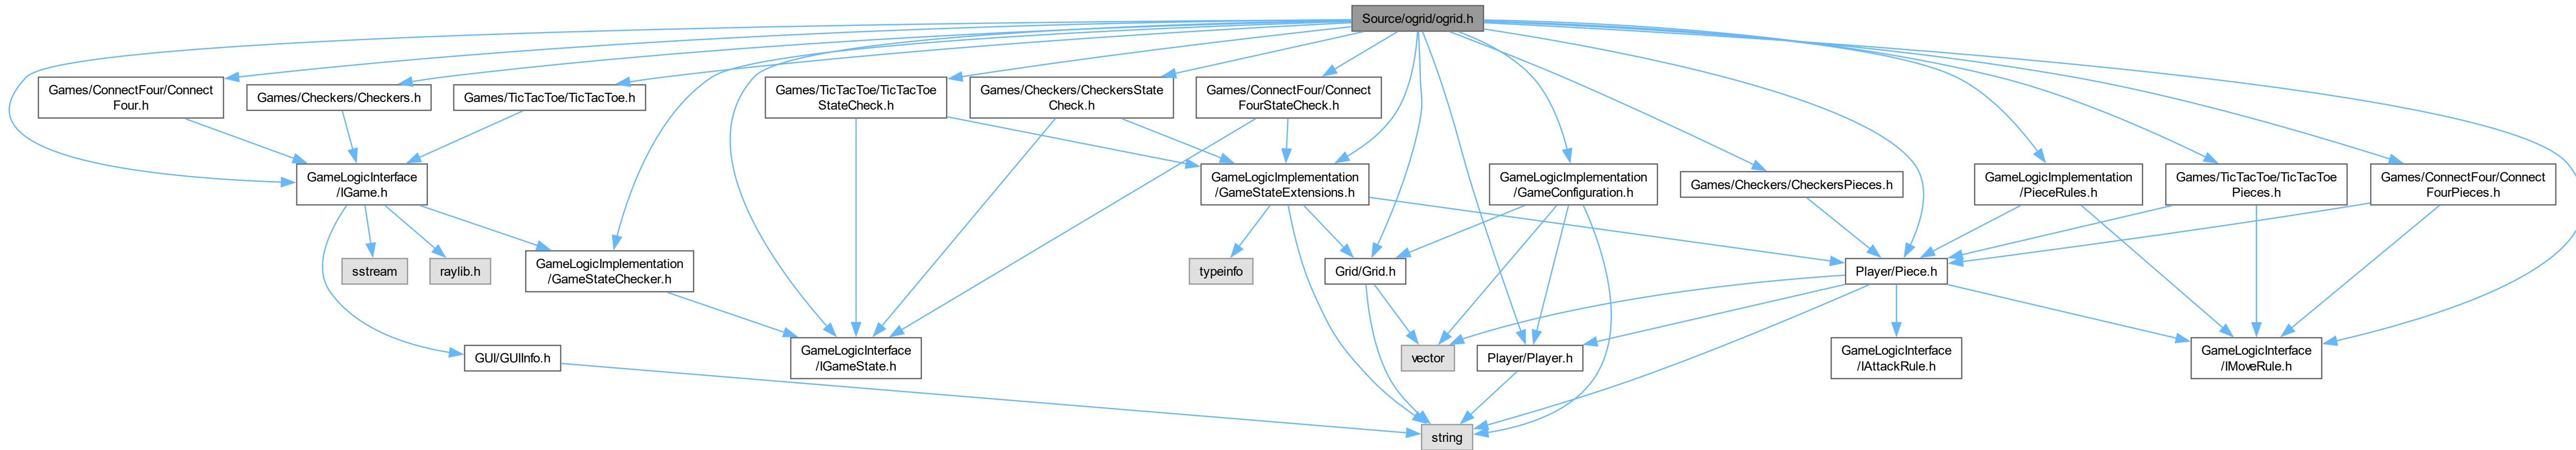 Source/ogrid/ogrid.h
Games/ConnectFour/Connect
Four.h
Games/Checkers/Checkers.h
Games/TicTacToe/TicTacToe.h
Games/TicTacToe/TicTacToe
StateCheck.h
Games/Checkers/CheckersState
Check.h
Games/ConnectFour/Connect
FourStateCheck.h
GameLogicInterface
/IGame.h
GameLogicImplementation
/GameStateExtensions.h
GameLogicImplementation
/GameConfiguration.h
Games/Checkers/CheckersPieces.h
GameLogicImplementation
/PieceRules.h
Games/TicTacToe/TicTacToe
Pieces.h
Games/ConnectFour/Connect
FourPieces.h
sstream
raylib.h
GameLogicImplementation
/GameStateChecker.h
typeinfo
Grid/Grid.h
Player/Piece.h
GUI/GUIInfo.h
GameLogicInterface
/IGameState.h
vector
Player/Player.h
GameLogicInterface
/IAttackRule.h
GameLogicInterface
/IMoveRule.h
string